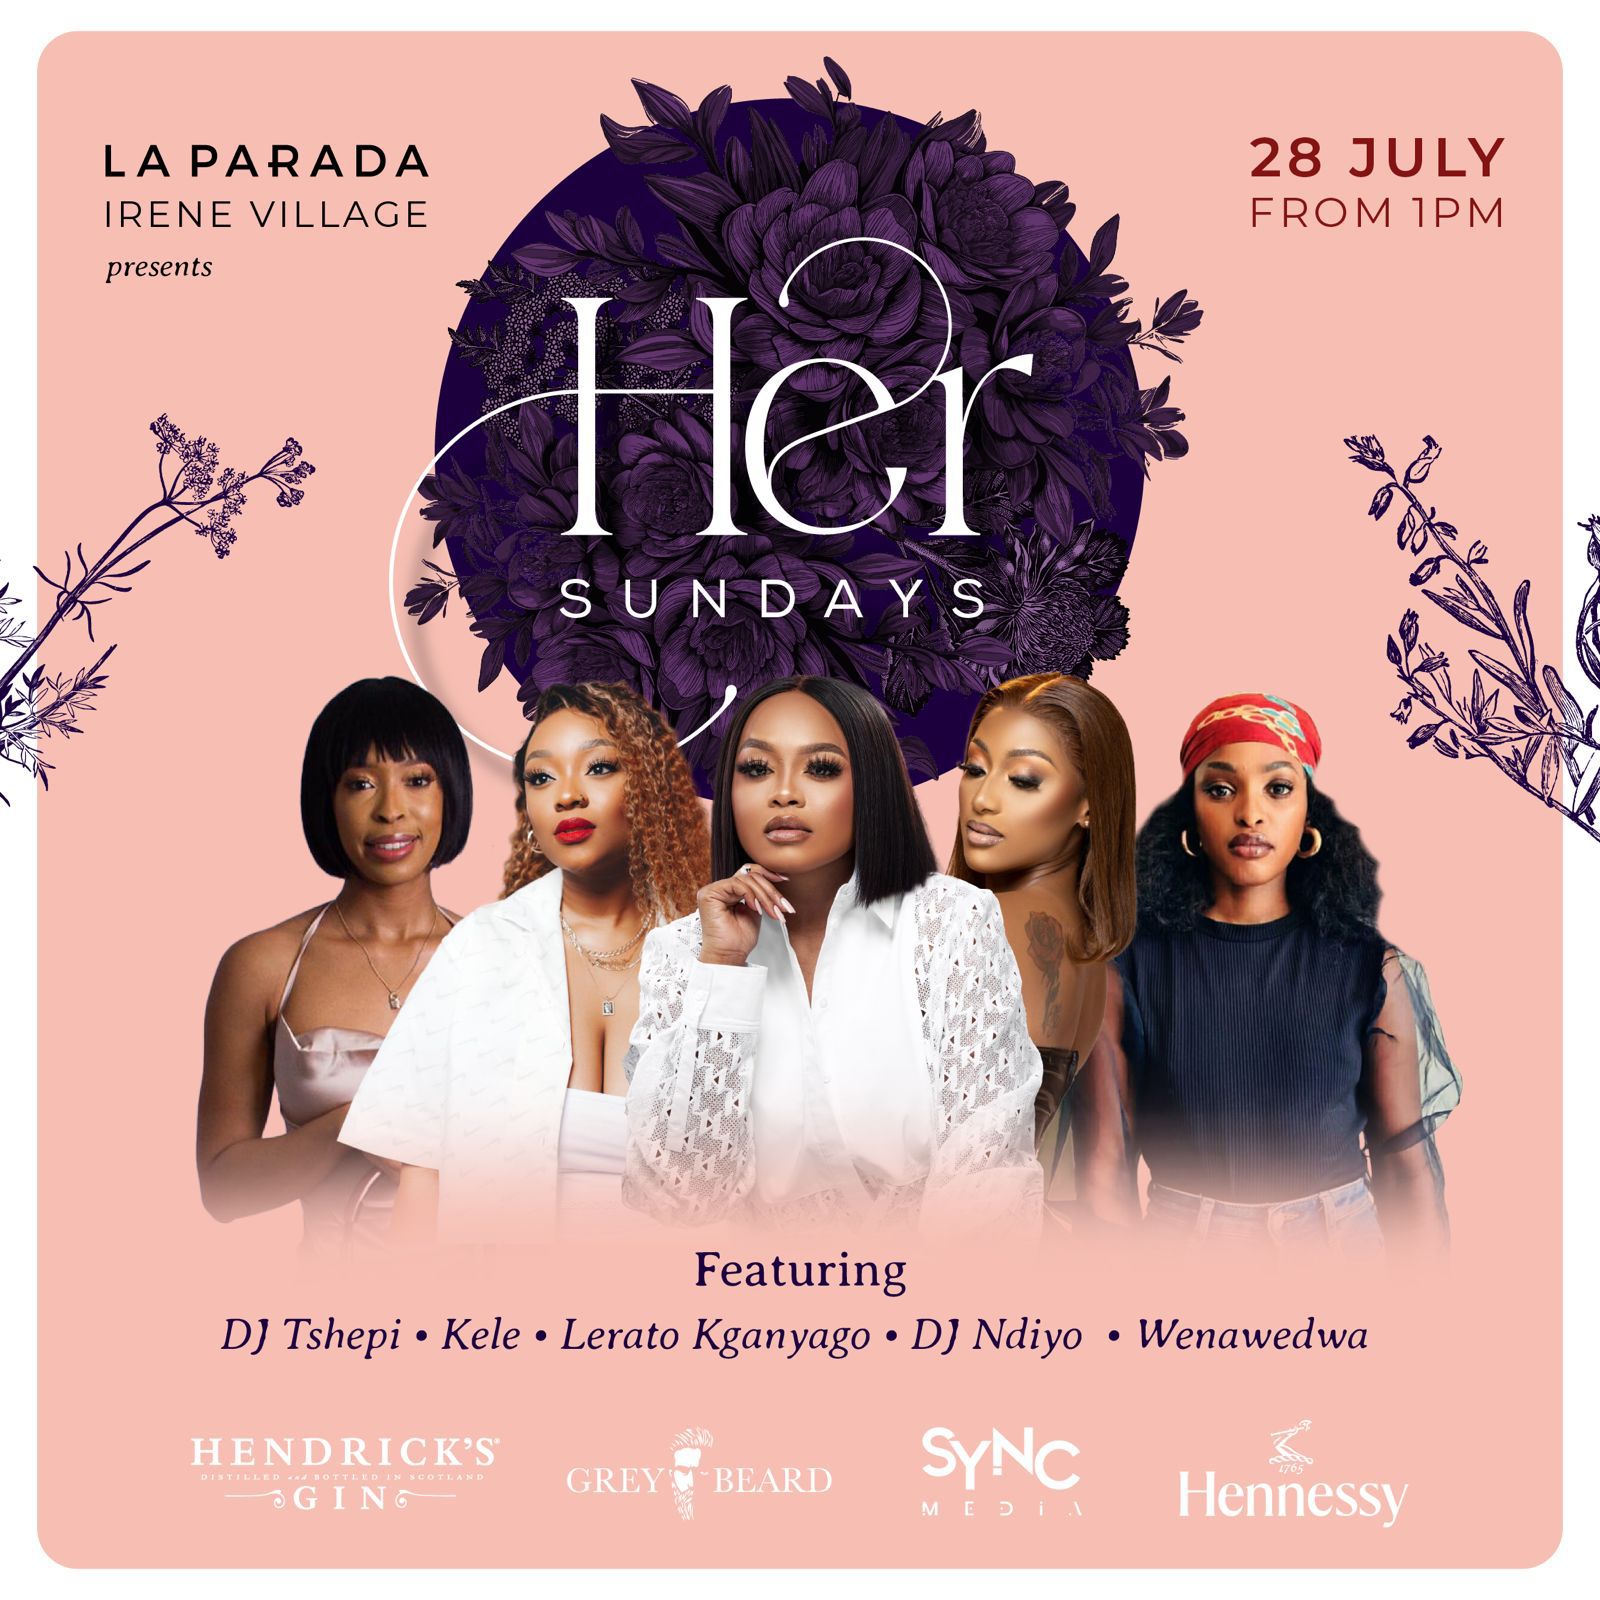 LA PARADA
IRENE VILLAGE
presents
28 JULY
FROM 1PM
Her
SUNDAYS
Featuring
DJ Tshepi • Kele • Lerato Kganyago • DJ Ndiyo • Wenawedwa
HENDRICK'S®
DISTILLED and BOTTLED IN SCOTLAND
GIN
GREY BEARD
SYNC
MEDIA
1765
Hennessy